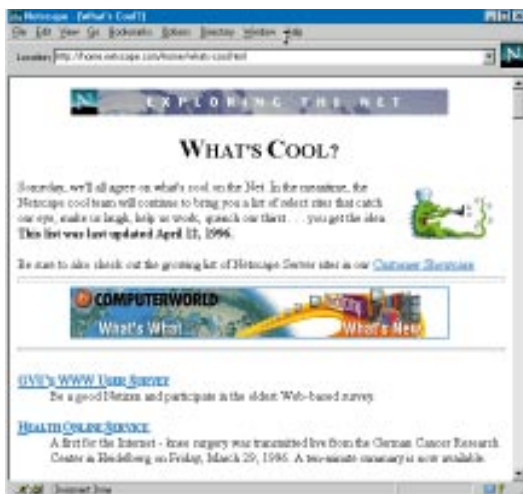 Netscape - [What's Cool?]
File Edit View Go Bookmarks Options Directory Window Help
Location: http://home.netscape.com/home/whats-cool.html
N
EXPLORING THE NET
N
WHAT'S COOL?
Someday, we'll all agree on what's cool on the Net. In the meantime, the
Netscape cool team will continue to bring you a list of select sites that catch
our eye, make us laugh, help us work, quench our thirst . . . you get the idea.
This list was last updated April 12, 1996.
Be sure to also check out the growing list of Netscape Server sites in our Customer Showcase
COMPUTERWORLD
What's What...
What's New
GVU's WWW USER SURVEY
Be a good Netizen and participate in the oldest Web-based survey.
HEALTH ONLINE SERVICE
A first for the Internet - knee surgery was transmitted live from the German Cancer Research
Center in Heidelberg on Friday, March 29, 1996. A ten-minute summary is now available.
Document: Done